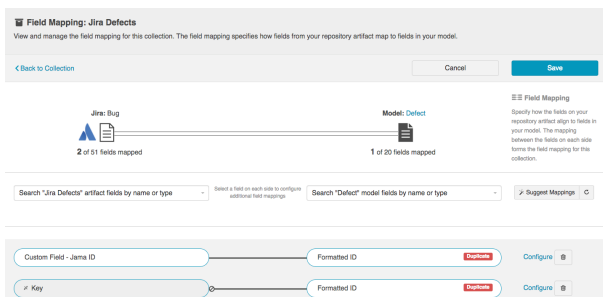 Field Mapping: Jira Defects
View and manage the field mapping for this collection. The field mapping specifies how fields from your repository artifact map to fields in your model.
Back to Collection
Cancel
Save
Jira: Bug
Model: Defect
2 of 51 fields mapped
1 of 20 fields mapped
Field Mapping
Specify how the fields on your
repository artifact align to fields in
your model. The mapping
between the fields on each side
forms the field mapping for this
collection.
Search "Jira Defects" artifact fields by name or type
Select a field on each side to configure
additional field mappings
Search "Defect" model fields by name or type
Suggest Mappings
Custom Field - Jama ID
Formatted ID
Duplicate
Configure
Key
Formatted ID
Duplicate
Configure